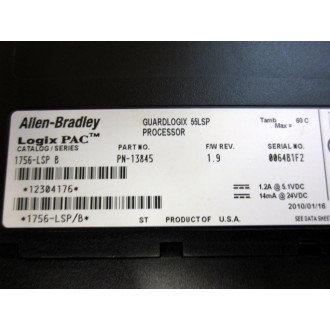 Allen-Bradley
GUARDLOGIX 55LSP PROCESSOR
Tamb Max = 60 C
Logix PAC™
CATALOG / SERIES
PART NO.
F/W REV.
SERIAL NO.
1756-LSP B
PN-13845
1.9
0064B1F2
*12304176*
1.2A @ 5.1VDC
14mA @ 24VDC
*1756-LSP/B*
ST
PRODUCT OF U.S.A.
2010/01/16
SEE DATA SHEET